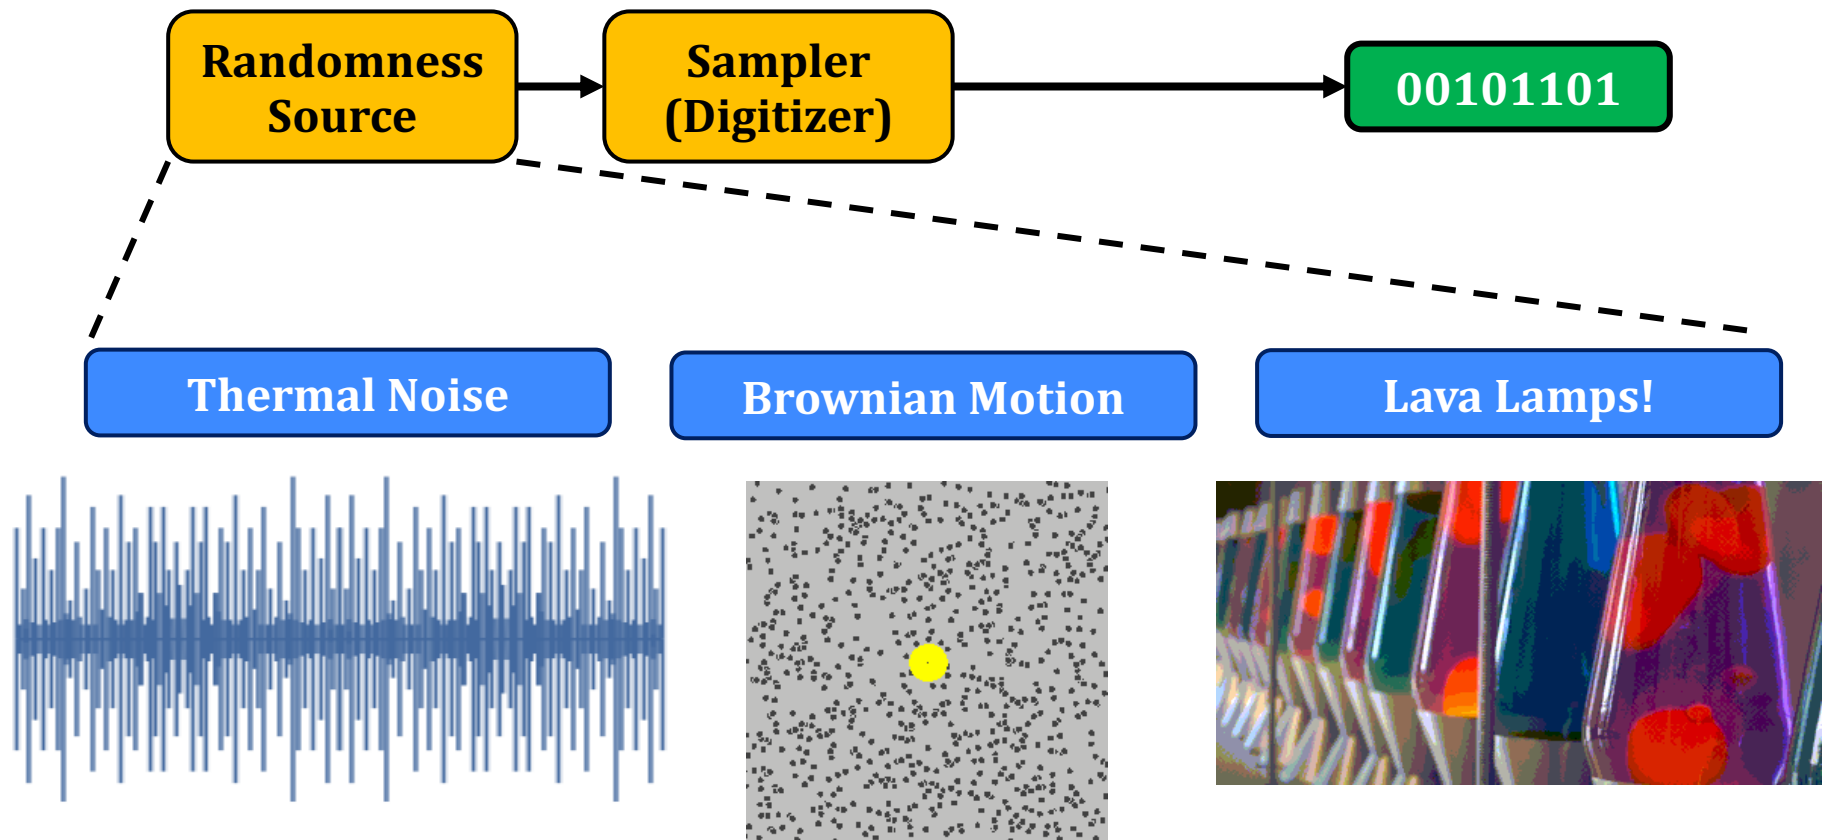 Randomness
Source
Sampler
(Digitizer)
00101101
Thermal Noise
Brownian Motion
Lava Lamps!